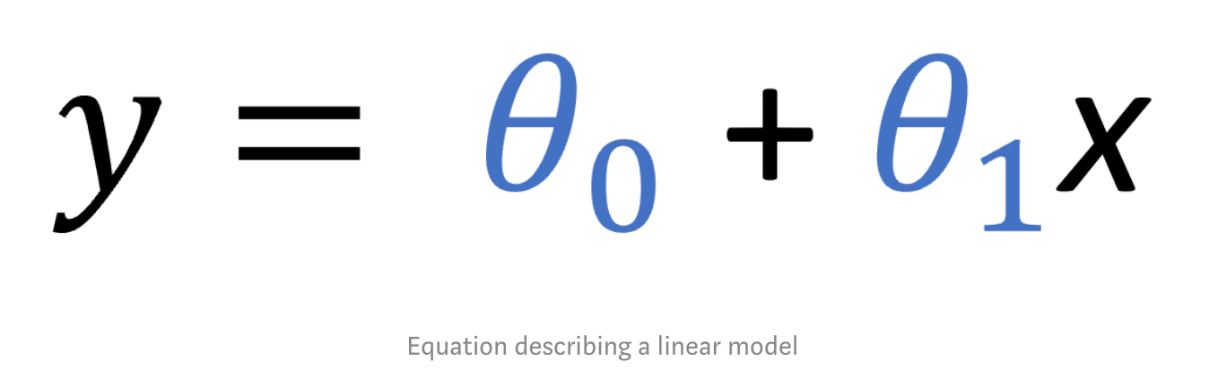 y = θ₀ + θ₁x
Equation describing a linear model